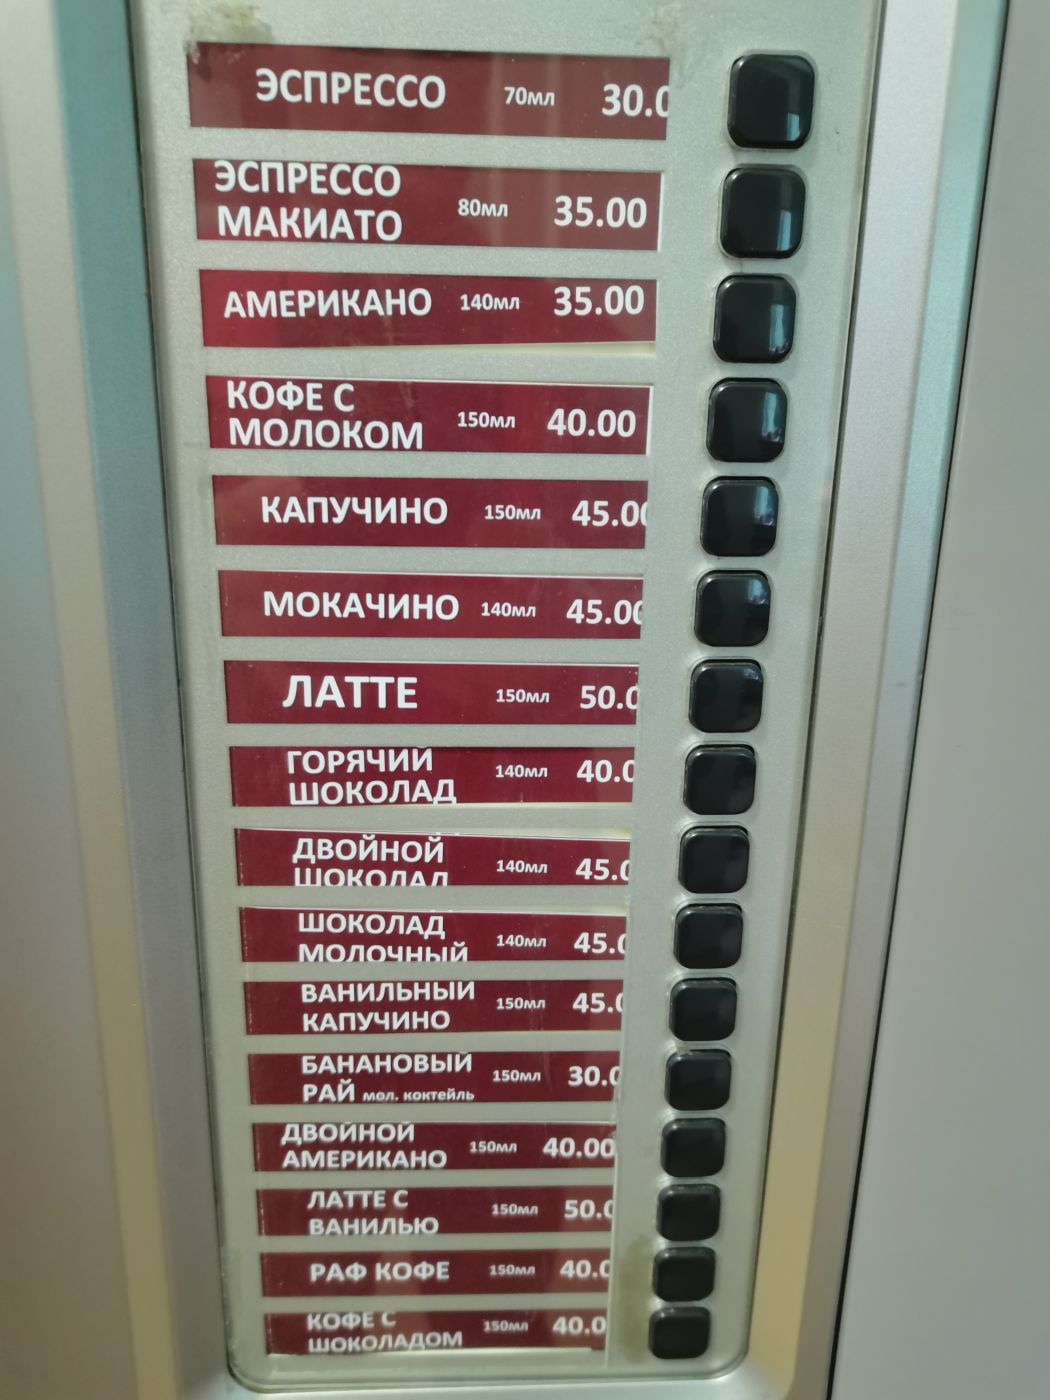 ЭСПРЕССО 70мл 30.0
ЭСПРЕССО
МАКИАТО 80мл 35.00
АМЕРИКАНО 140мл 35.00
КОФЕ С
МОЛОКОМ 150мл 40.00
КАПУЧИНО 150мл 45.00
МОКАЧИНО 140мл 45.00
ЛАТТЕ 150мл 50.0
ГОРЯЧИЙ
ШОКОЛАД 140мл 40.0
ДВОЙНОЙ
ШОКОЛАД 140мл 45.0
ШОКОЛАД
МОЛОЧНЫЙ 140мл 45.0
ВАНИЛЬНЫЙ
КАПУЧИНО 150мл 45.0
БАНАНОВЫЙ
РАЙ мол. коктейль 150мл 30.0
ДВОЙНОЙ
АМЕРИКАНО 150мл 40.00
ЛАТТЕ С
ВАНИЛЬЮ 150мл 50.0
РАФ КОФЕ 150мл 40.0
КОФЕ С
ШОКОЛАДОМ 150мл 40.0